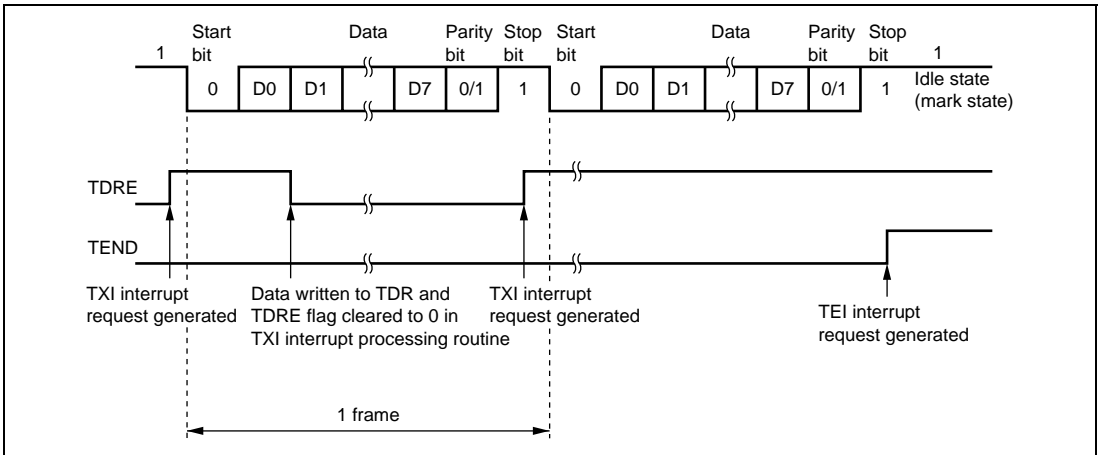 Start Data Parity Stop Start Data Parity Stop
1 bit bit bit bit bit bit 1
0 D0 D1 D7 0/1 1 0 D0 D1 D7 0/1 1 Idle state
(mark state)
TDRE
TEND
TXI interrupt
request generated
Data written to TDR and
TDRE flag cleared to 0 in
TXI interrupt processing routine
TXI interrupt
request generated
TEI interrupt
request generated
1 frame